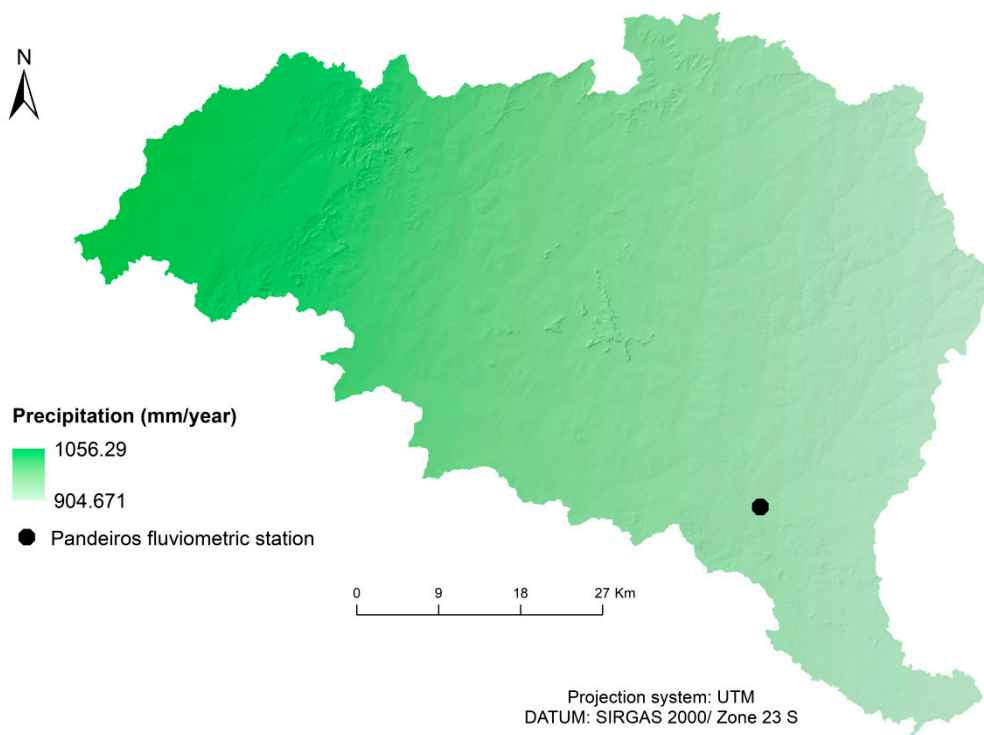 N
Precipitation (mm/year)
1056.29
904.671
Pandeiros fluviometric station
0 9 18 27 Km
Projection system: UTM
DATUM: SIRGAS 2000/ Zone 23 S